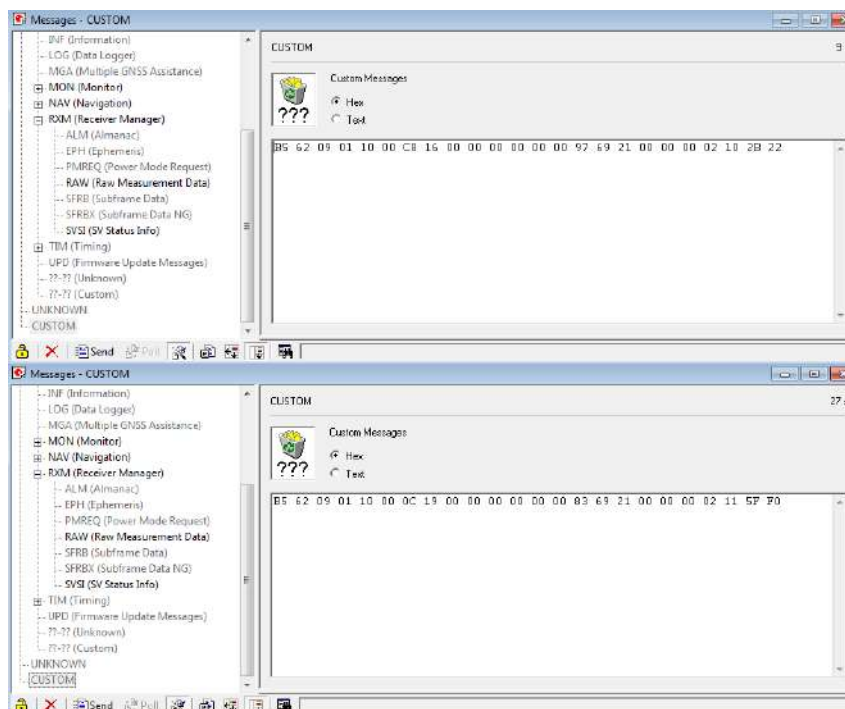 Messages - CUSTOM
INF (Information)
LOG (Data Logger)
MGA (Multiple GNSS Assistance)
MON (Monitor)
NAV (Navigation)
RXM (Receiver Manager)
ALM (Almanac)
EPH (Ephemeris)
PMREQ (Power Mode Request)
RAW (Raw Measurement Data)
SFRB (Subframe Data)
SFRBX (Subframe Data NG)
SVSI (SV Status Info)
TIM (Timing)
UPD (Firmware Update Messages)
??-?? (Unknown)
??-?? (Custom)
UNKNOWN
CUSTOM
CUSTOM
9
Custom Messages
Hex
Text
???
B5 62 09 01 10 00 C8 16 00 00 00 00 00 00 97 69 21 00 00 00 02 10 2B 22
Send Poll
Messages - CUSTOM
INF (Information)
LOG (Data Logger)
MGA (Multiple GNSS Assistance)
MON (Monitor)
NAV (Navigation)
RXM (Receiver Manager)
ALM (Almanac)
EPH (Ephemeris)
PMREQ (Power Mode Request)
RAW (Raw Measurement Data)
SFRB (Subframe Data)
SFRBX (Subframe Data NG)
SVSI (SV Status Info)
TIM (Timing)
UPD (Firmware Update Messages)
??-?? (Unknown)
??-?? (Custom)
UNKNOWN
CUSTOM
CUSTOM
27
Custom Messages
Hex
Text
???
B5 62 09 01 10 00 0C 19 00 00 00 00 00 00 83 69 21 00 00 00 02 11 5F F0
Send Poll